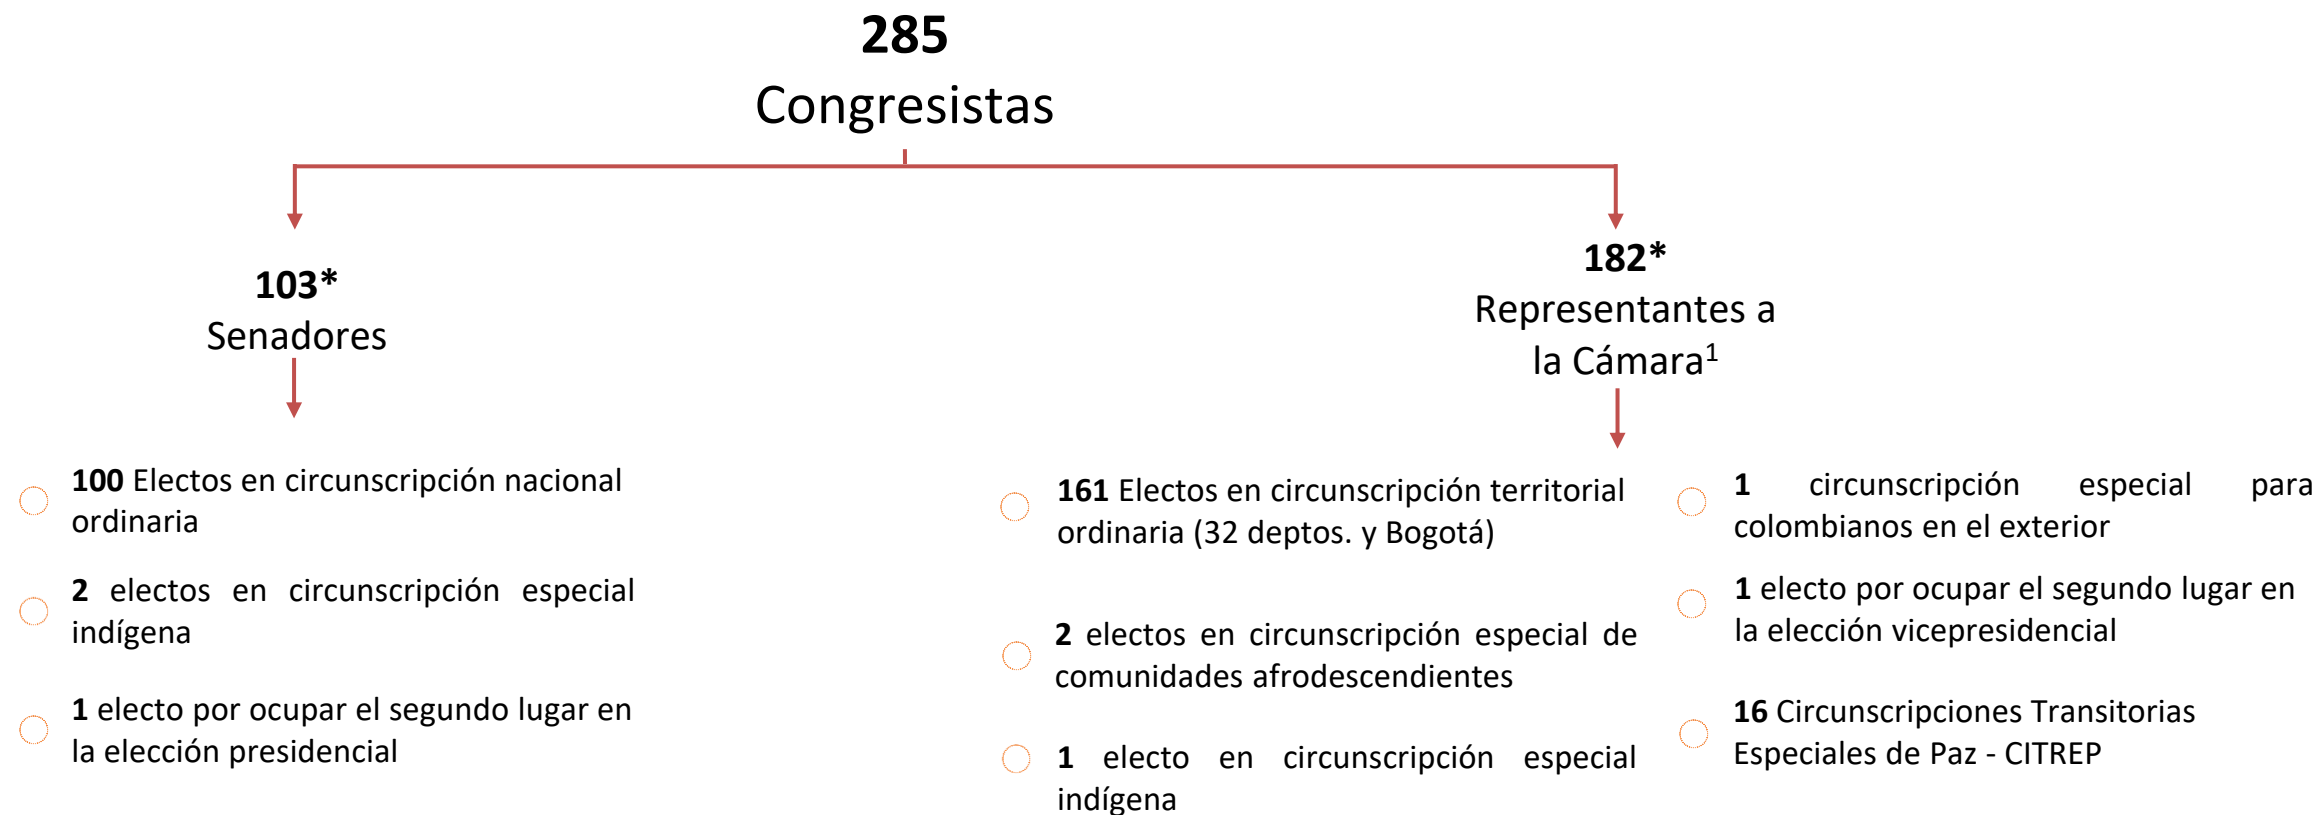 285
Congresistas
103*
Senadores
182*
Representantes a
la Cámara¹
100 Electos en circunscripción nacional
ordinaria
2 electos en circunscripción especial
indígena
1 electo por ocupar el segundo lugar en
la elección presidencial
161 Electos en circunscripción territorial
ordinaria (32 deptos. y Bogotá)
2 electos en circunscripción especial de
comunidades afrodescendientes
1 electo en circunscripción especial
indígena
1 circunscripción especial para
colombianos en el exterior
1 electo por ocupar el segundo lugar en
la elección vicepresidencial
16 Circunscripciones Transitorias
Especiales de Paz - CITREP